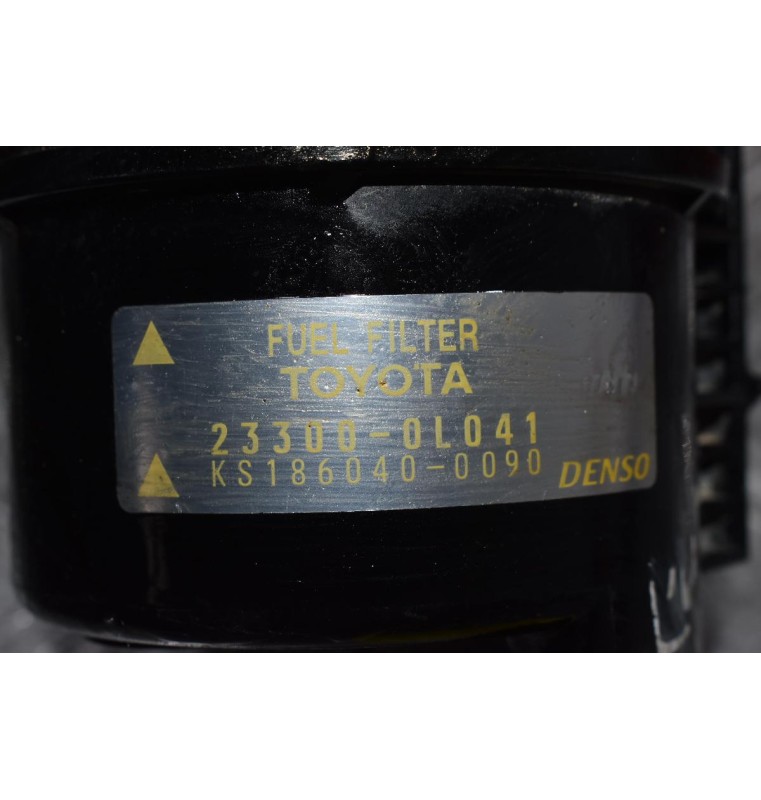 FUEL FILTER
TOYOTA
23300-0L041
KS186040-0090 DENSO